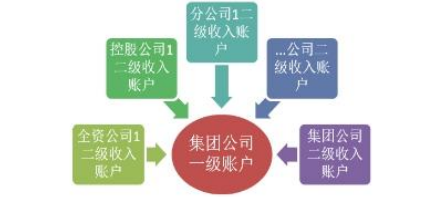 分公司1二
级收入账
户
控股公司1
二级收入
账户
...公司二
级收入账
户
全资公司1
二级收入
账户
集团公司
一级账户
集团公司
二级收入
账户